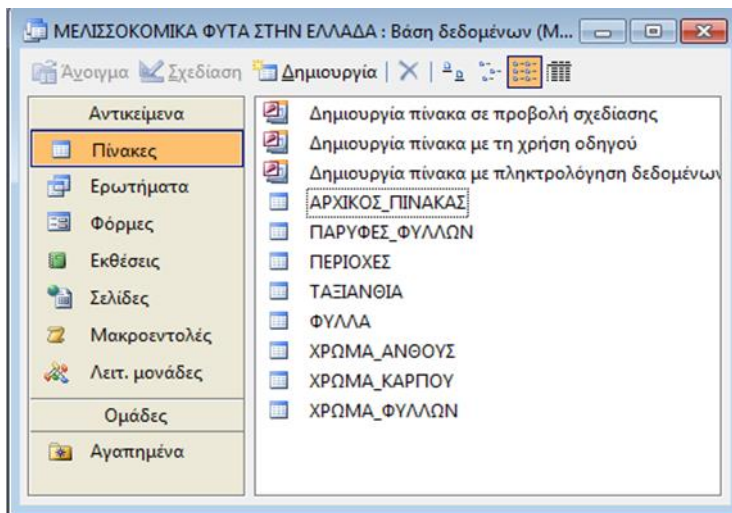 ΜΕΛΙΣΣΟΚΟΜΙΚΑ ΦΥΤΑ ΣΤΗΝ ΕΛΛΑΔΑ : Βάση δεδομένων (M...
Άνοιγμα Σχεδίαση Δημιουργία
Αντικείμενα
Πίνακες
Ερωτήματα
Φόρμες
Εκθέσεις
Σελίδες
Μακροεντολές
Λειτ. μονάδες
Ομάδες
Αγαπημένα
Δημιουργία πίνακα σε προβολή σχεδίασης
Δημιουργία πίνακα με τη χρήση οδηγού
Δημιουργία πίνακα με πληκτρολόγηση δεδομένων
ΑΡΧΙΚΟΣ_ΠΙΝΑΚΑΣ
ΠΑΡΥΦΕΣ_ΦΥΛΛΩΝ
ΠΕΡΙΟΧΕΣ
ΤΑΞΙΑΝΘΙΑ
ΦΥΛΛΑ
ΧΡΩΜΑ_ΑΝΘΟΥΣ
ΧΡΩΜΑ_ΚΑΡΠΟΥ
ΧΡΩΜΑ_ΦΥΛΛΩΝ